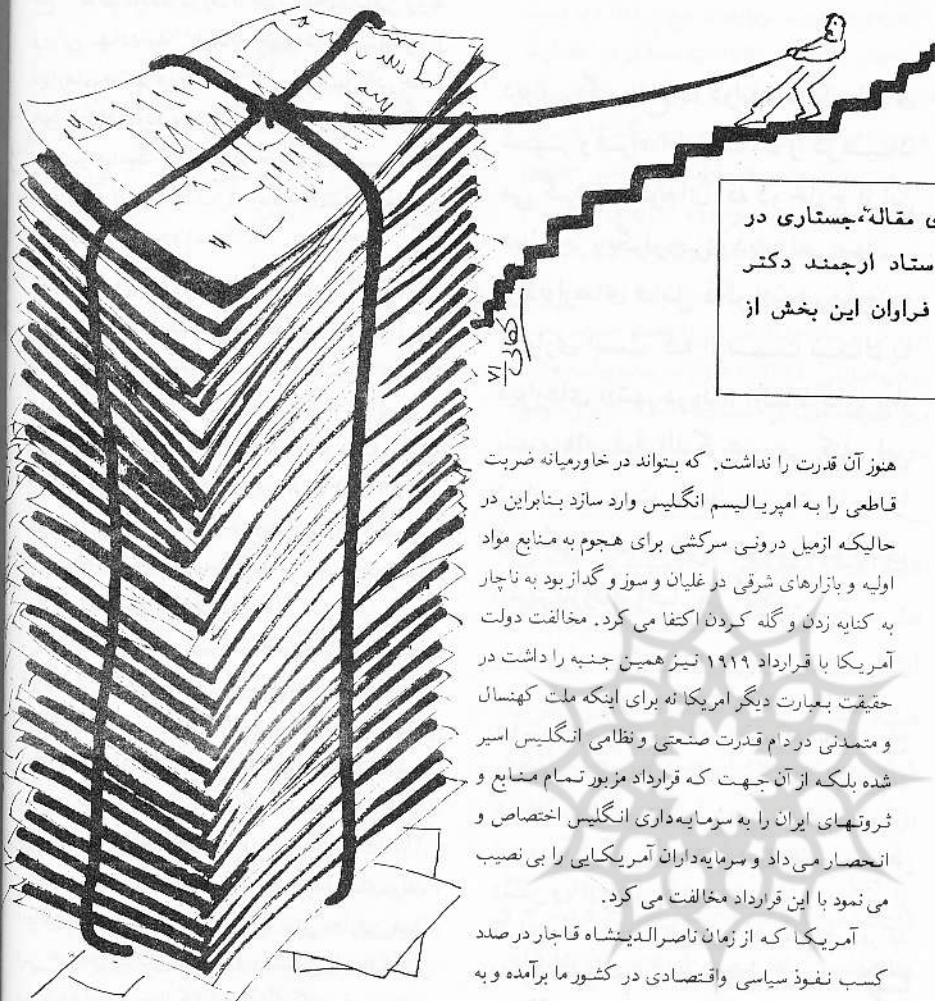 ی مقاله "جستاری در
ستاد ارجمند دکتر
فراوان این بخش از
هنوز آن قدرت را نداشت. که بتواند در خاورمیانه ضربت
قاطعی را به امپریالیسم انگلیس وارد سازد بنابراین در
حالیکه ازمیل درونی سرکشی برای هجوم به منابع مواد
اولیه و بازارهای شرقی در غلیان و سوز و گداز بود به ناچار
به کنایه زدن و گله کردن اکتفا می کرد. مخالفت دولت
آمریکا با قرارداد ۱۹۱۹ نیز همین جنبه را داشت در
حقیقت بعبارت دیگر امریکا نه برای اینکه ملت کهنسال
و متمدنی در دام قدرت صنعتی و نظامی انگلیس اسیر
شده بلکه از آن جهت که قرارداد مزبور تمام منابع و
ثروتهای ایران را به سرمایه‌داری انگلیس اختصاص و
انحصار می داد و سرمایه‌داران آمریکایی را بی نصیب
می نمود با این قرارداد مخالفت می کرد.
آمریکا که از زمان ناصرالدینشاه قاجار در صدد
کسب نفوذ سیاسی واقتصادی در کشور ما برآمده و به